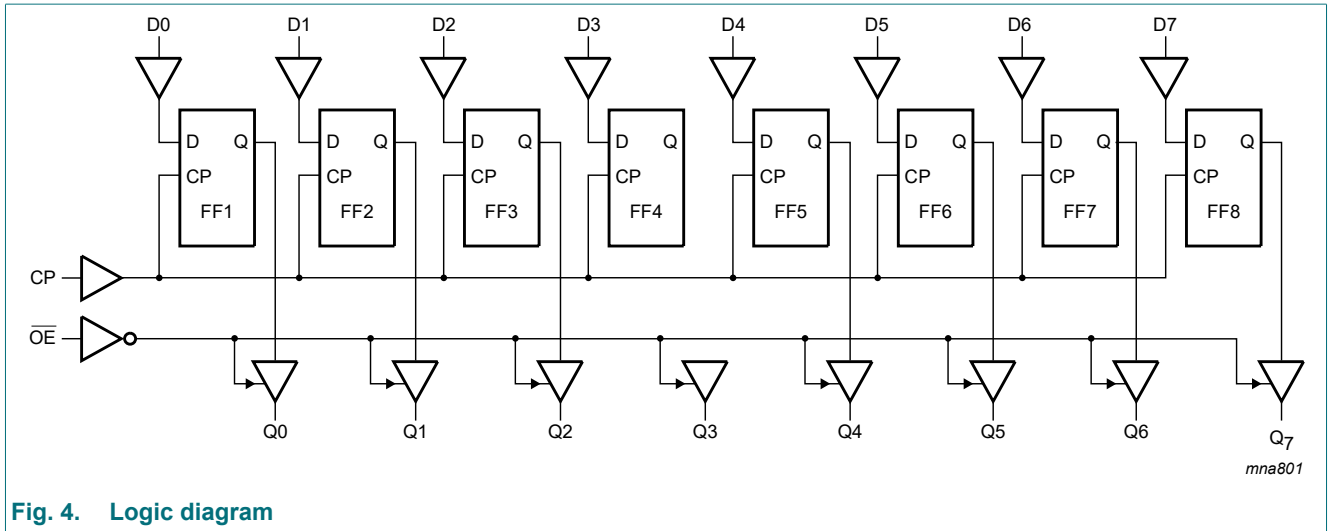 D0 D1 D2 D3 D4 D5 D6 D7
D Q D Q D Q D Q D Q D Q D Q D Q
CP CP CP CP CP CP CP CP
FF1 FF2 FF3 FF4 FF5 FF6 FF7 FF8
CP
O̅E̅
Q0 Q1 Q2 Q3 Q4 Q5 Q6 Q7
mna801
Fig. 4. Logic diagram